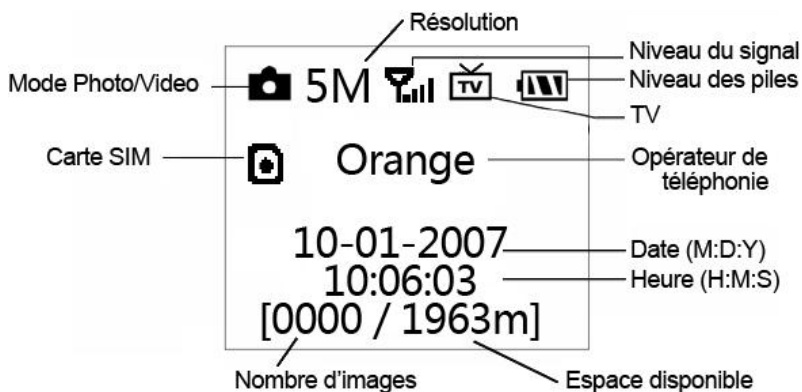 Résolution
Niveau du signal
Mode Photo/Video
5M
TV
Niveau des piles
TV
Carte SIM
Orange
Opérateur de
téléphonie
10-01-2007
Date (M:D:Y)
10:06:03
Heure (H:M:S)
[0000 / 1963m]
Nombre d'images
Espace disponible